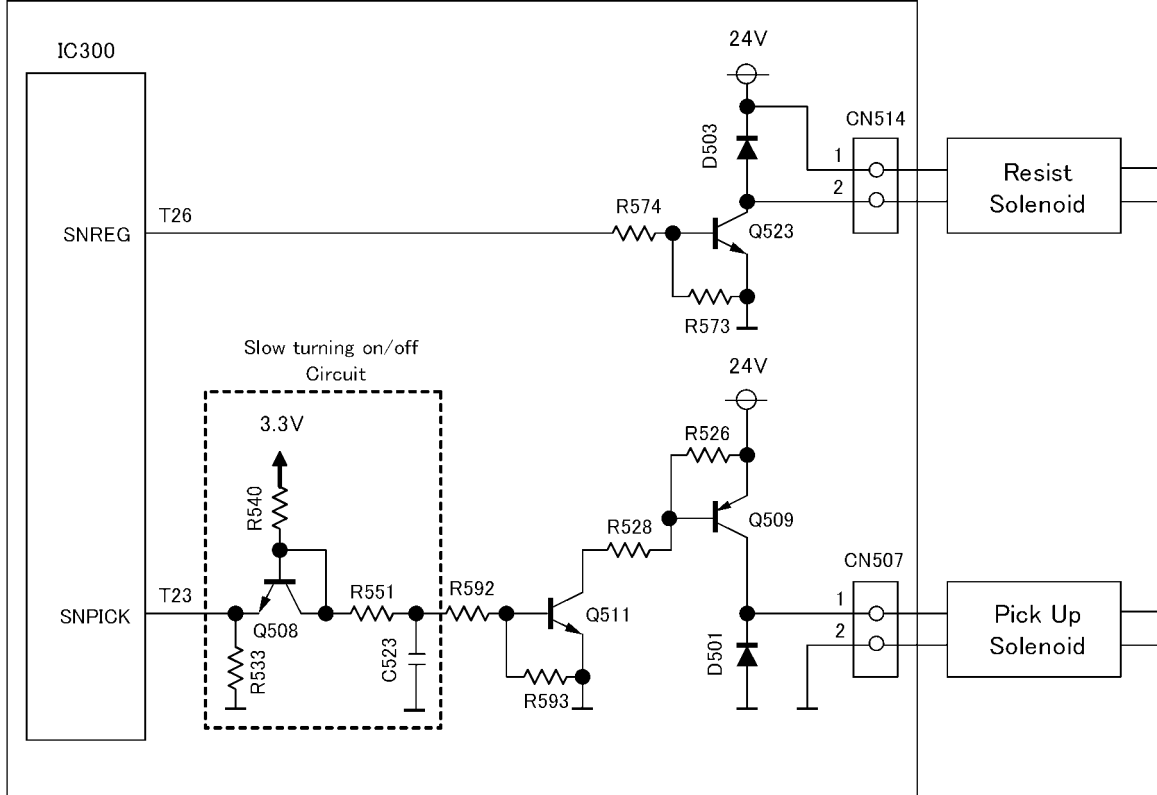 IC300
24V
CN514
D503
1
2
Resist
Solenoid
T26
SNREG
R574
Q523
R573
Slow turning on/off
Circuit
24V
3.3V
R526
R540
Q509
R528
CN507
T23
R551
R592
1
SNPICK
Q508
Q511
2
Pick Up
Solenoid
R533
C523
D501
R593